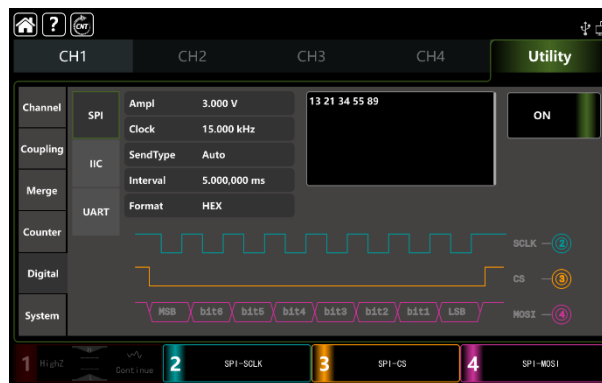 ? CNT
CH1 CH2 CH3 CH4 Utility
Channel
Coupling
Merge
Counter
Digital
System
SPI
IIC
UART
Ampl 3.000 V
Clock 15.000 kHz
SendType Auto
Interval 5.000,000 ms
Format HEX
13 21 34 55 89
ON
SCLK 2
CS 3
MSB bit6 bit5 bit4 bit3 bit2 bit1 LSB
MOSI 4
1 HighZ Continue
2 SPI-SCLK
3 SPI-CS
4 SPI-MOSI